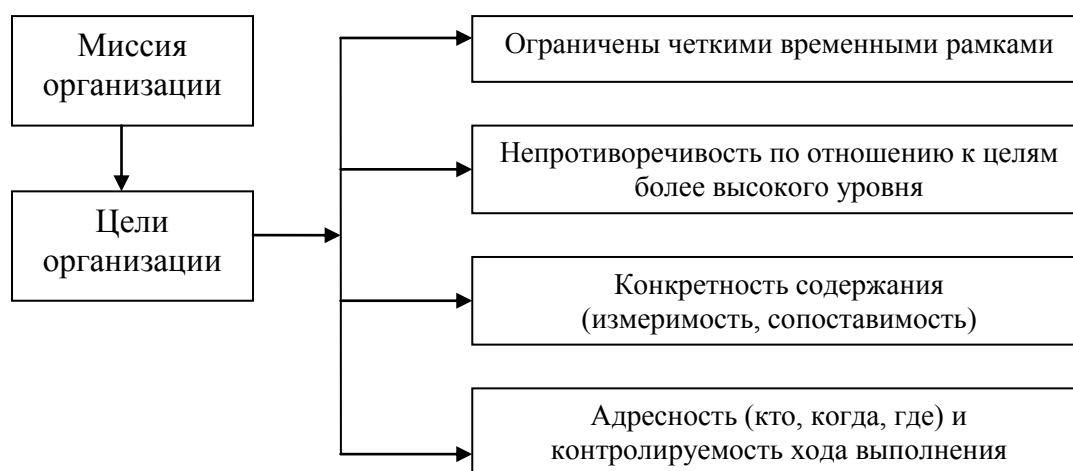 Миссия
организации
Цели
организации
Ограничены четкими временными рамками
Непротиворечивость по отношению к целям
более высокого уровня
Конкретность содержания
(измеримость, сопоставимость)
Адресность (кто, когда, где) и
контролируемость хода выполнения